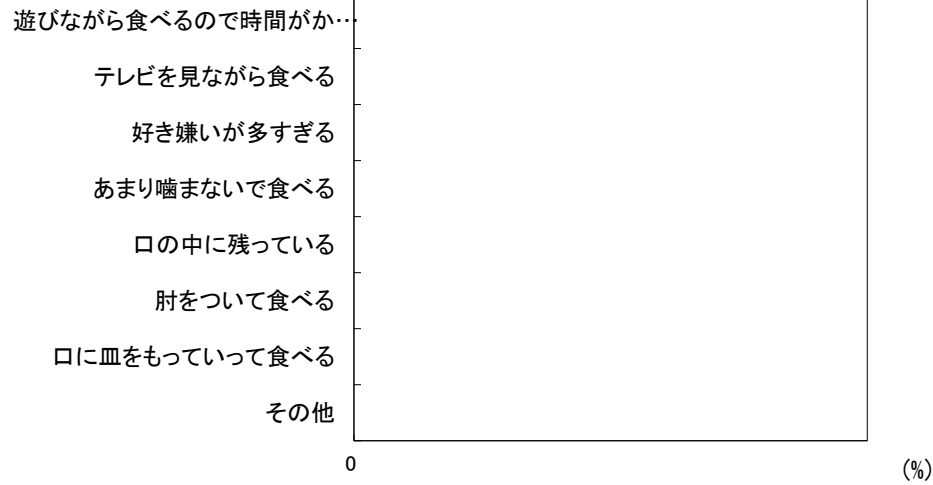 遊びながら食べるので時間がか…
テレビを見ながら食べる
好き嫌いが多すぎる
あまり噛まないで食べる
口の中に残っている
肘をついて食べる
口に皿をもっていって食べる
その他
0
(%)